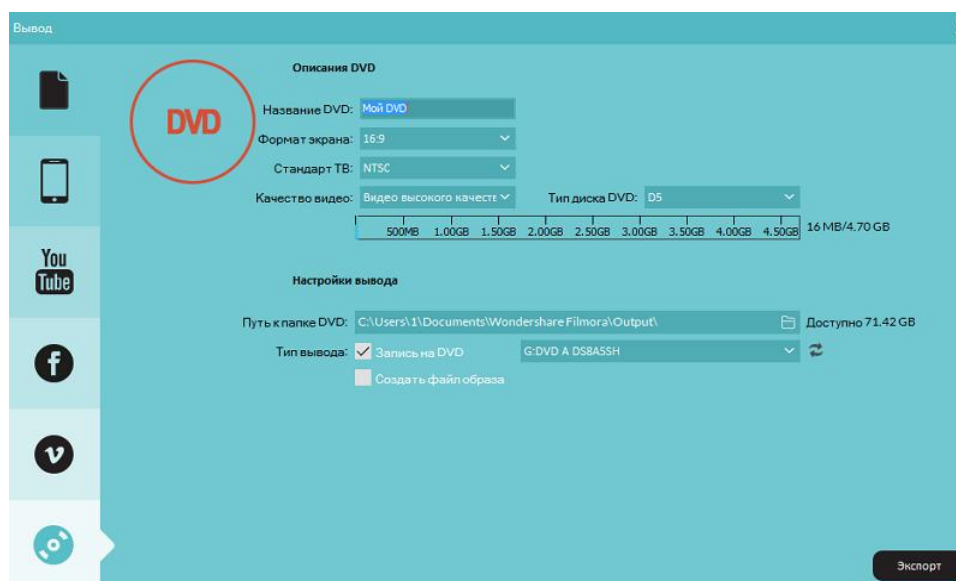 Вывод
Описания DVD
DVD
Название DVD: Мой DVD
Формат экрана: 16:9
Стандарт ТВ: NTSC
Качество видео: Видео высокого качеств Тип диска DVD: D5
500MB 1.00GB 1.50GB 2.00GB 2.50GB 3.00GB 3.50GB 4.00GB 4.50GB 16 MB/4.70 GB
You
Tube
Настройки вывода
Путь к папке DVD: C:\Users\1\Documents\Wondershare Filmora\Output\ Доступно 71.42 GB
Тип вывода: Запись на DVD G:DVD A DS8A5SH
Создать файл образа
Экспорт